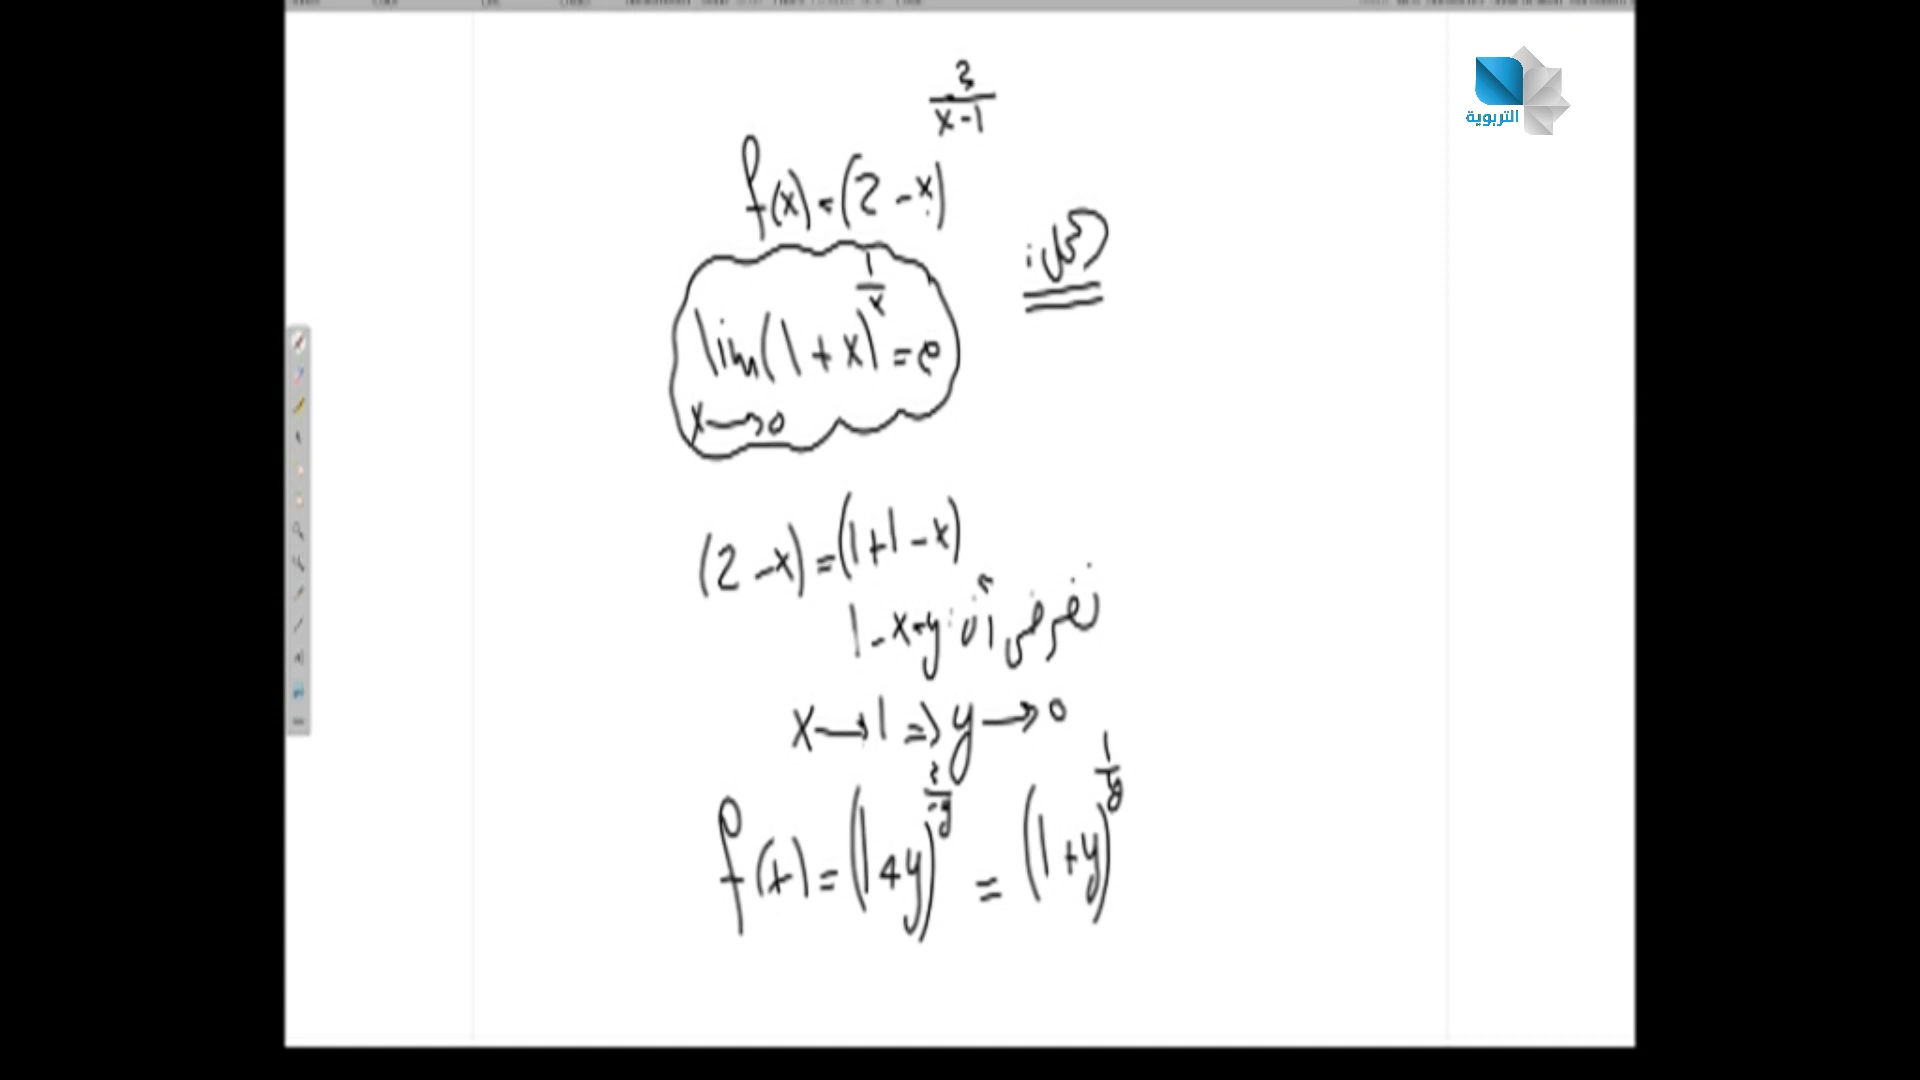 التربوية
f(x) = (2 - x)^{3/(x-1)}
الحل:
lim (1 + x)^{1/x} = e
x → 0
(2 - x) = (1 + 1 - x)
نفرض أن: 1 - x = y
x → 1 ⇒ y → 0
f(x) = (1 + y)^{3/-y} = (1 + y)^{1/y}